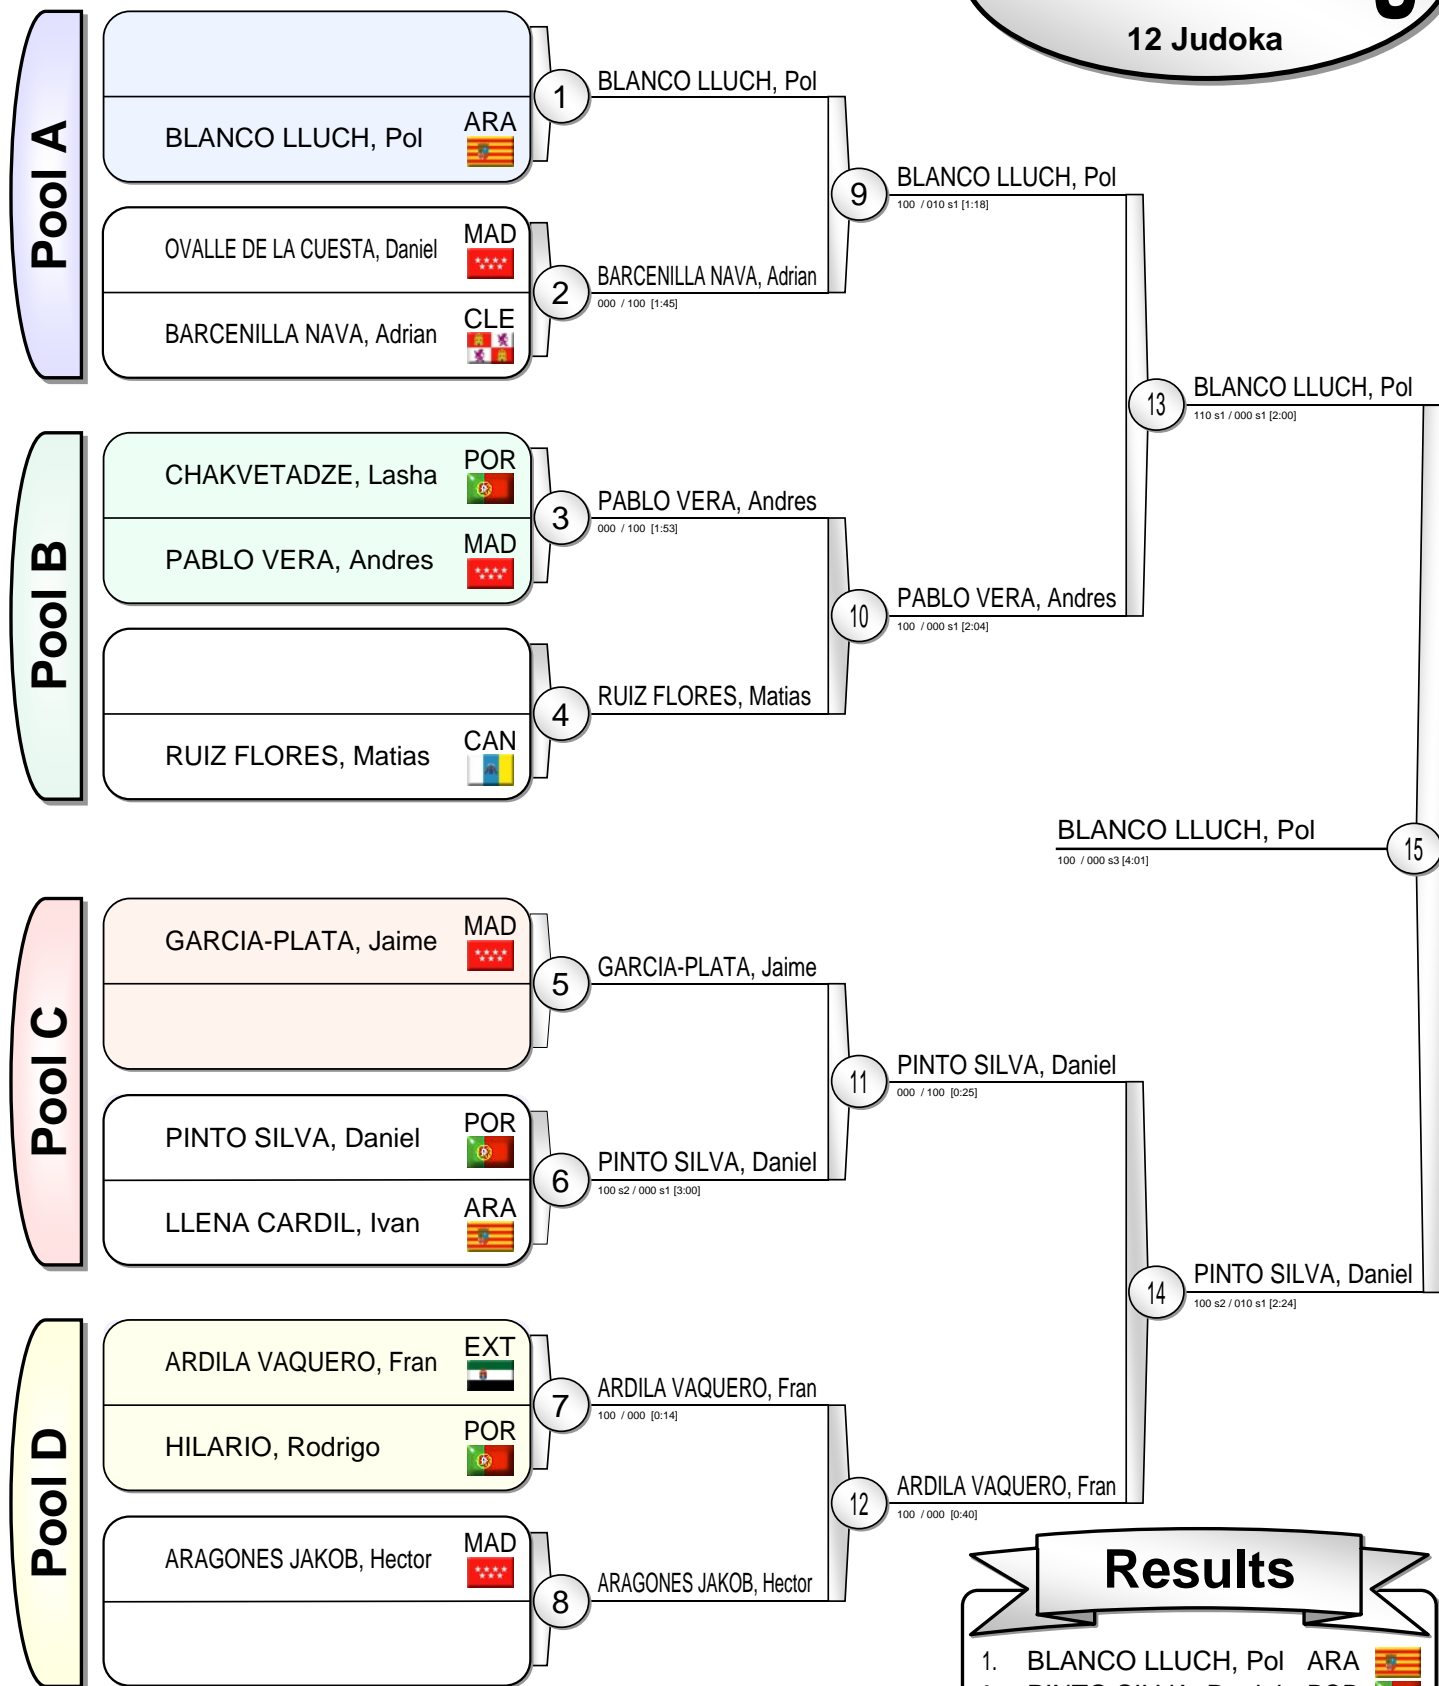 12 Judoka
Pool A
BLANCO LLUCH, Pol ARA
OVALLE DE LA CUESTA, Daniel MAD
BARCENILLA NAVA, Adrian CLE
1
BLANCO LLUCH, Pol
2
BARCENILLA NAVA, Adrian
000 / 100 [1:45]
9
BLANCO LLUCH, Pol
100 / 010 s1 [1:18]
Pool B
CHAKVETADZE, Lasha POR
PABLO VERA, Andres MAD
RUIZ FLORES, Matias CAN
3
PABLO VERA, Andres
000 / 100 [1:53]
4
RUIZ FLORES, Matias
10
PABLO VERA, Andres
100 / 000 s1 [2:04]
13
BLANCO LLUCH, Pol
110 s1 / 000 s1 [2:00]
BLANCO LLUCH, Pol
100 / 000 s3 [4:01]
15
Pool C
GARCIA-PLATA, Jaime MAD
PINTO SILVA, Daniel POR
LLENA CARDIL, Ivan ARA
5
GARCIA-PLATA, Jaime
6
PINTO SILVA, Daniel
100 s2 / 000 s1 [3:00]
11
PINTO SILVA, Daniel
000 / 100 [0:25]
Pool D
ARDILA VAQUERO, Fran EXT
HILARIO, Rodrigo POR
ARAGONES JAKOB, Hector MAD
7
ARDILA VAQUERO, Fran
100 / 000 [0:14]
8
ARAGONES JAKOB, Hector
12
ARDILA VAQUERO, Fran
100 / 000 [0:40]
14
PINTO SILVA, Daniel
100 s2 / 010 s1 [2:24]
Results
1. BLANCO LLUCH, Pol ARA